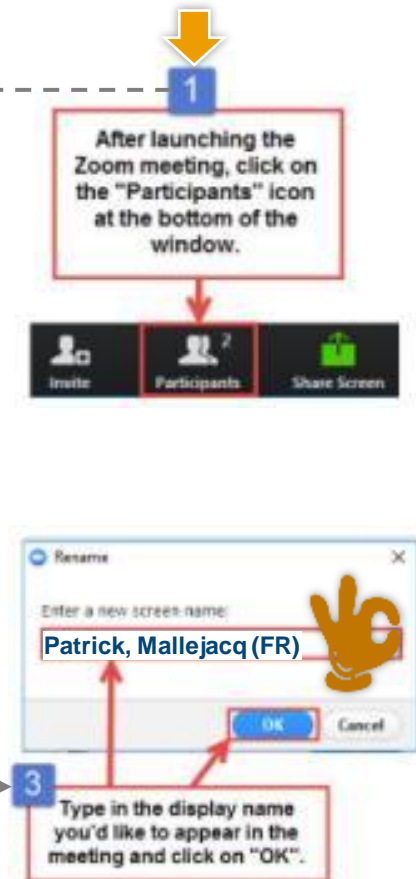 1
After launching the
Zoom meeting, click on
the "Participants" icon
at the bottom of the
window.
2
Invite
Participants
Share Screen
Rename
Enter a new screen name:
Patrick, Mallejacq (FR)
OK
Cancel
3
Type in the display name
you'd like to appear in the
meeting and click on "OK".